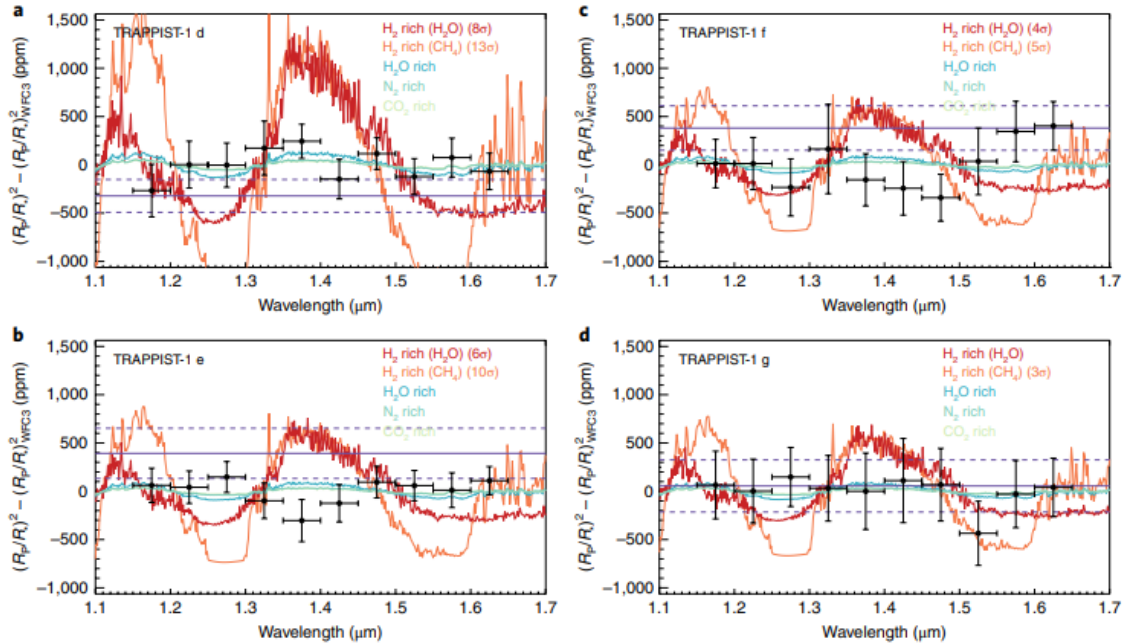 a
TRAPPIST-1 d
H2 rich (H2O) (8σ)
H2 rich (CH4) (13σ)
H2O rich
N2 rich
CO2 rich
1,500
1,000
500
0
−500
−1,000
(RP/R*)² − (RP/R*)²WFC3 (ppm)
1.1 1.2 1.3 1.4 1.5 1.6 1.7
Wavelength (μm)
c
TRAPPIST-1 f
H2 rich (H2O) (4σ)
H2 rich (CH4) (5σ)
H2O rich
N2 rich
CO2 rich
1,500
1,000
500
0
−500
−1,000
(RP/R*)² − (RP/R*)²WFC3 (ppm)
1.1 1.2 1.3 1.4 1.5 1.6 1.7
Wavelength (μm)
b
TRAPPIST-1 e
H2 rich (H2O) (6σ)
H2 rich (CH4) (10σ)
H2O rich
N2 rich
CO2 rich
1,500
1,000
500
0
−500
−1,000
(RP/R*)² − (RP/R*)²WFC3 (ppm)
1.1 1.2 1.3 1.4 1.5 1.6 1.7
Wavelength (μm)
d
TRAPPIST-1 g
H2 rich (H2O)
H2 rich (CH4) (3σ)
H2O rich
N2 rich
CO2 rich
1,500
1,000
500
0
−500
−1,000
(RP/R*)² − (RP/R*)²WFC3 (ppm)
1.1 1.2 1.3 1.4 1.5 1.6 1.7
Wavelength (μm)